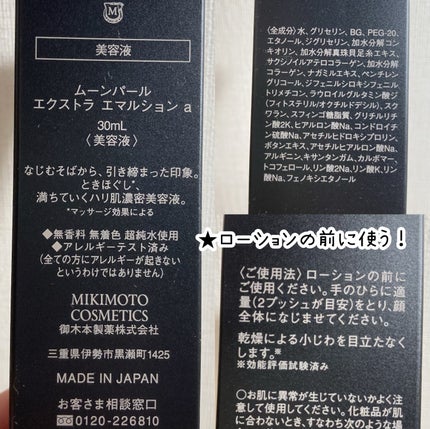 M
美容液
ムーンパール
エクストラ エマルション a
30mL
〈美容液〉
なじむそばから、引き締まった印象。
ときほぐし*、
満ちていくハリ肌濃密美容液。
*マッサージ効果による
◆無香料 無着色 超純水使用
◆アレルギーテスト済み
(全ての方にアレルギーが起きない
というわけではありません)
MIKIMOTO
COSMETICS
御木本製薬株式会社
三重県伊勢市黒瀬町1425
MADE IN JAPAN
お客さま相談窓口
0120-226810
〈全成分〉水、グリセリン、BG、PEG-20、
エタノール、ジグリセリン、加水分解コン
キオリン、加水分解真珠貝糸エキス、
サクシノイルアテロコラーゲン、加水分解
コラーゲン、ナガミルエキス、ペンチレン
グリコール、ジフェニルシロキシフェニル
トリメチコン、ラウロイルグルタミン酸ジ
(フィトステリル/オクチルドデシル)、スク
ワラン、スフィンゴ糖脂質、グリチルリチ
ン酸2K、ヒアルロン酸Na、コンドロイチ
ン硫酸Na、アセチルヒドロキシプロリン、
ボタンエキス、アセチルヒアルロン酸Na、
アルギニン、キサンタンガム、カルボマー、
トコフェロール、リン酸2Na、リン酸K、リン
酸Na、フェノキシエタノール
★ローションの前に使う！
〈ご使用法〉ローションの前に
ご使用ください。手のひらに適
量(2プッシュが目安)をとり、顔
全体になじませてください。
乾燥による小じわを目立たなく
します。※
※効能評価試験済み
○お肌に異常が生じていないかよく注
意して使用してください。化粧品が肌
に合わないとき、すなわち次のような場